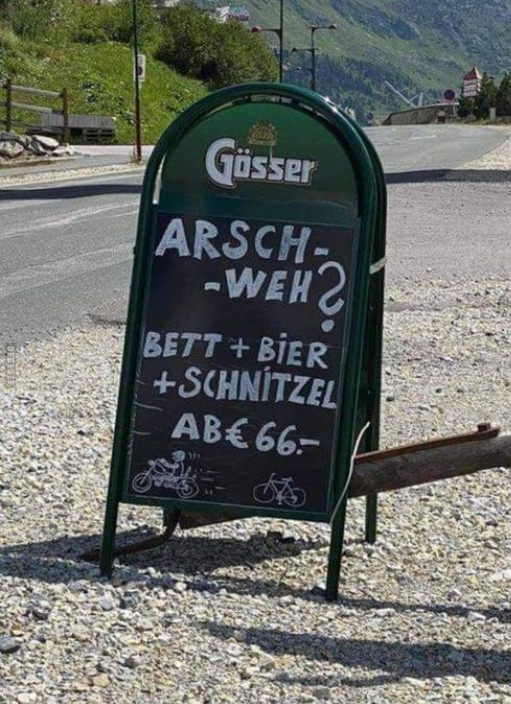 Gösser
ARSCH-
-WEH?
BETT + BiER
+ SCHNiTZEL
AB € 66.-